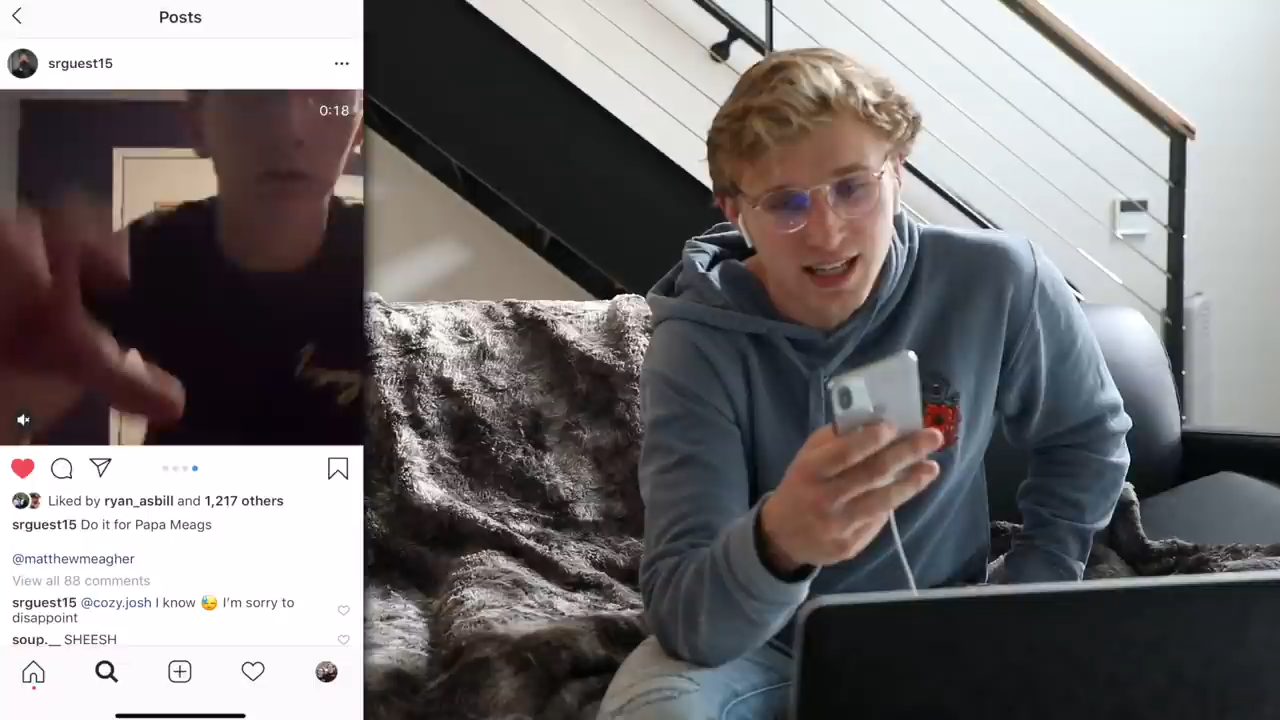 Posts
srguest15
0:18
Liked by ryan_asbill and 1,217 others
srguest15 Do it for Papa Meags
@matthewmeagher
View all 88 comments
srguest15 @cozy.josh I know 😓 I'm sorry to
disappoint
soup.__ SHEESH